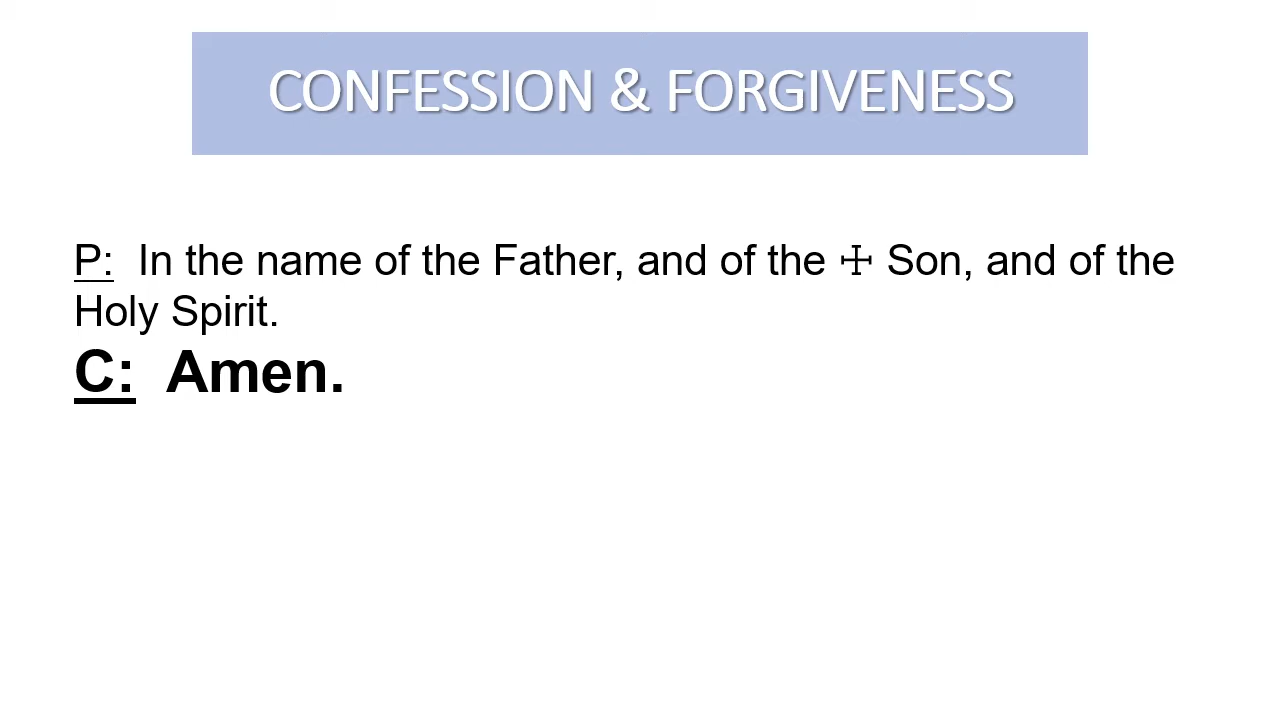 CONFESSION & FORGIVENESS
P: In the name of the Father, and of the ☩ Son, and of the
Holy Spirit.
C: Amen.